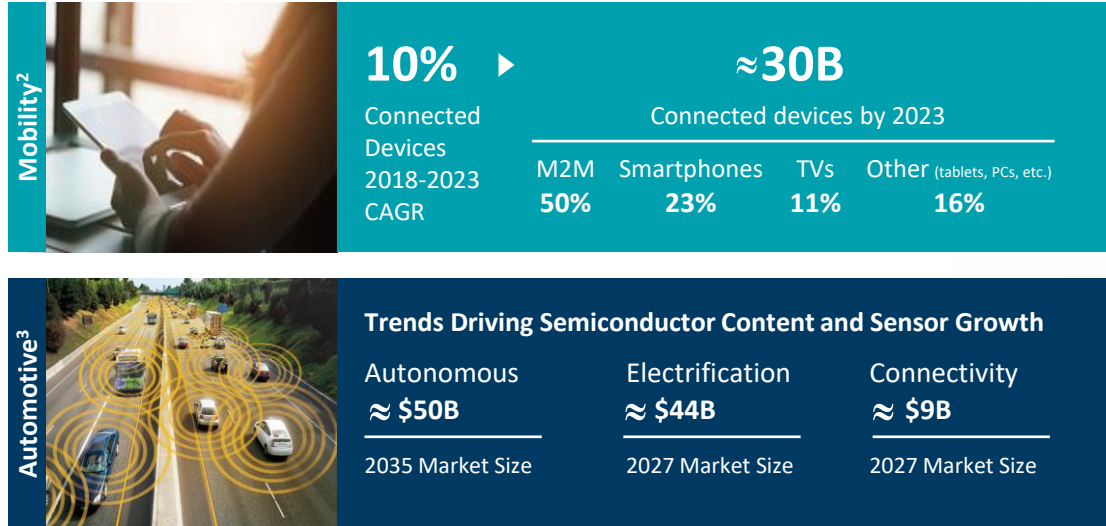 Mobility2
10% ▶ ≈30B
Connected
Devices
2018-2023
CAGR
Connected devices by 2023
M2M Smartphones TVs Other (tablets, PCs, etc.)
50% 23% 11% 16%
Automotive3
Trends Driving Semiconductor Content and Sensor Growth
Autonomous Electrification Connectivity
≈ $50B ≈ $44B ≈ $9B
2035 Market Size 2027 Market Size 2027 Market Size